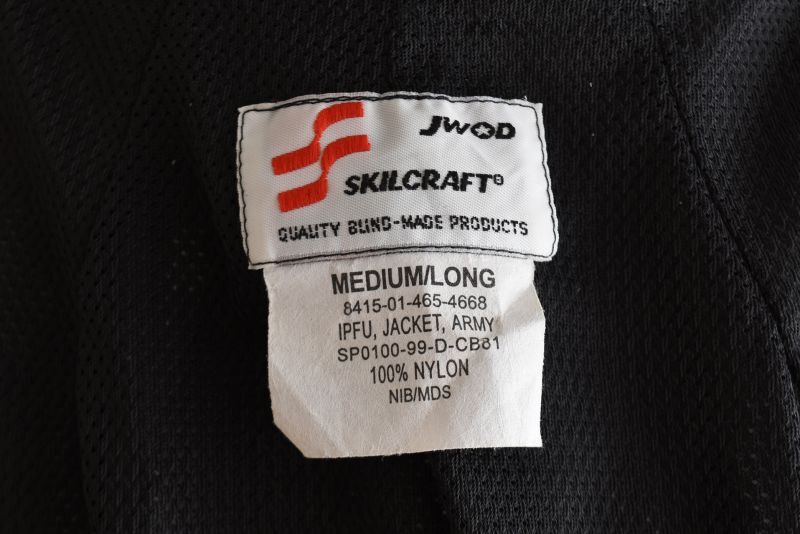 JWOD
SKILCRAFT®
QUALITY BLIND-MADE PRODUCTS
MEDIUM/LONG
8415-01-465-4668
IPFU, JACKET, ARMY
SP0100-99-D-CB81
100% NYLON
NIB/MDS